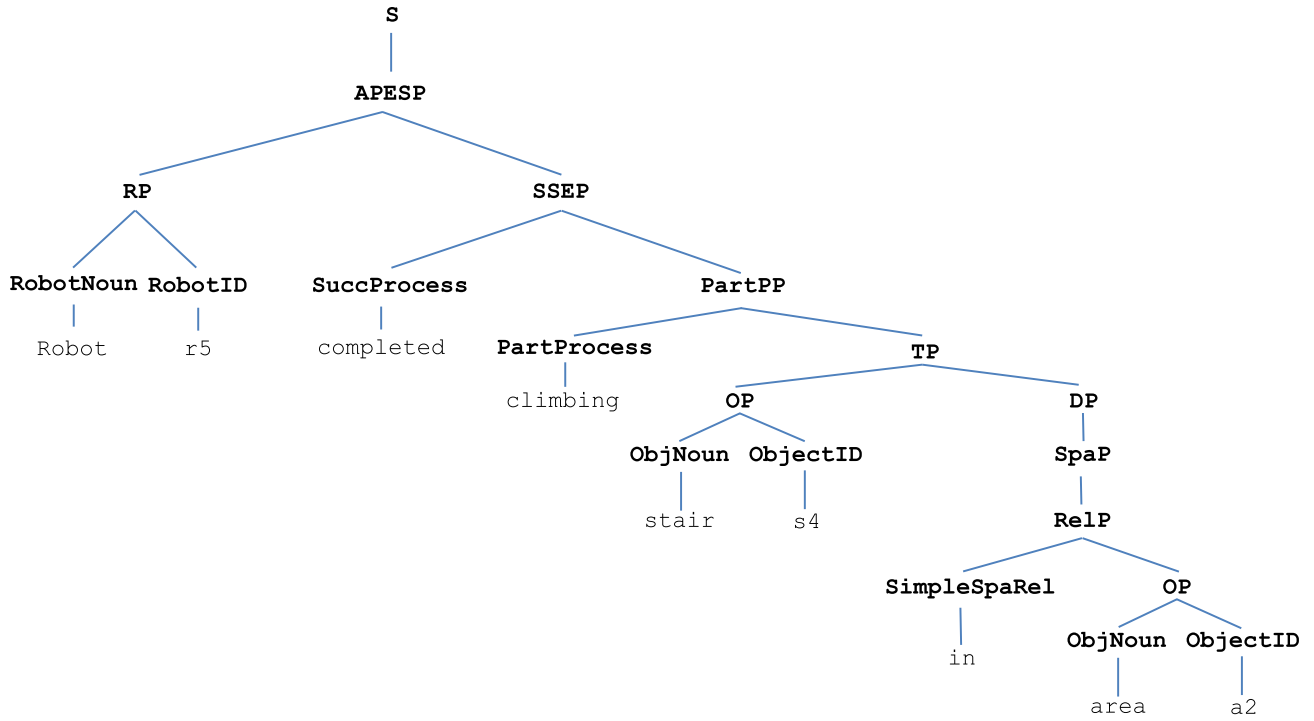 S
APESP
RP SSEP
RobotNoun RobotID SuccProcess PartPP
Robot r5 completed PartProcess TP
climbing OP DP
ObjNoun ObjectID SpaP
stair s4 RelP
SimpleSpaRel OP
in ObjNoun ObjectID
area a2